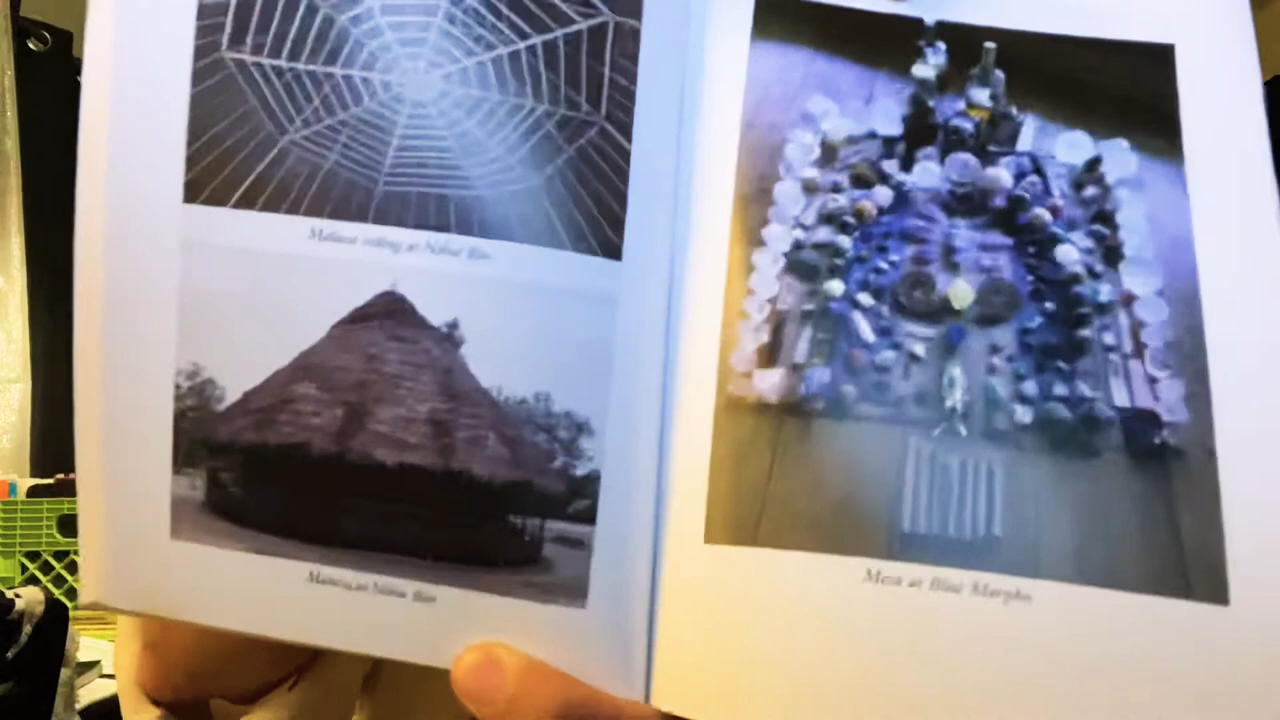 Maloca ceiling at Nihue Rao
Maloca at Nihue Rao
Mesa at Blue Morpho